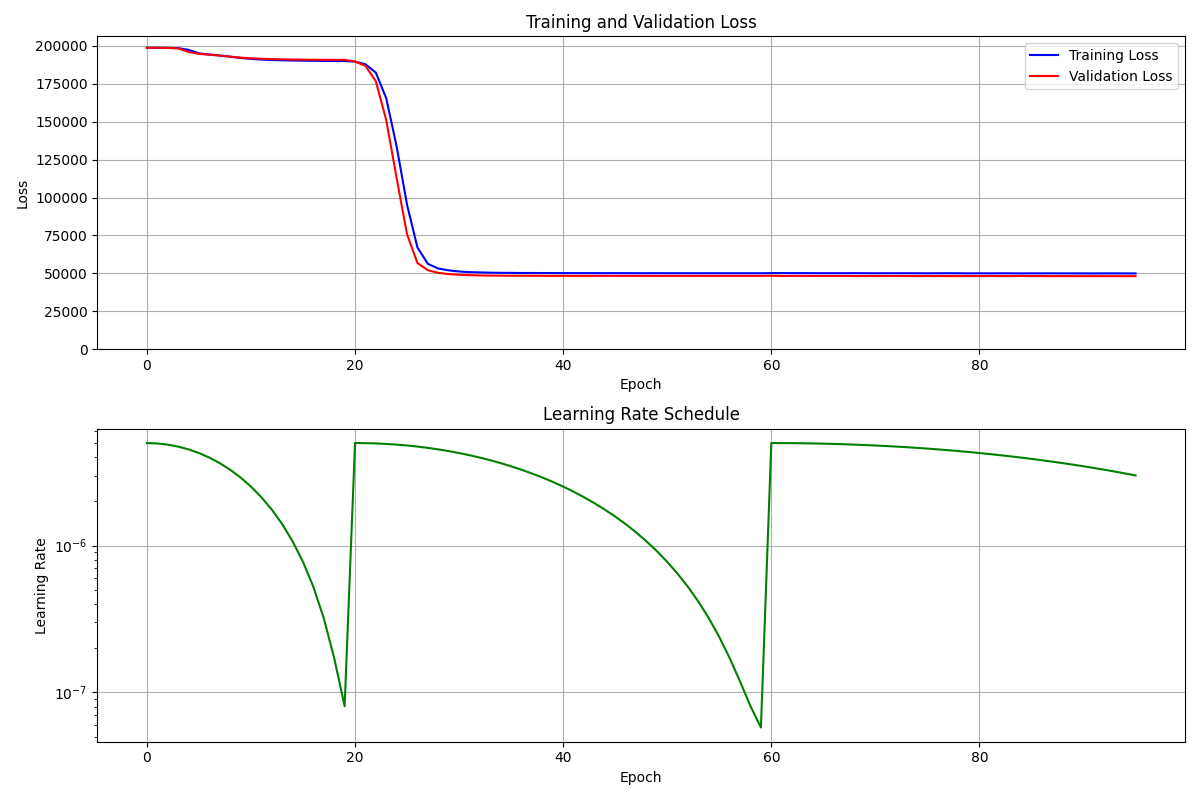 Training and Validation Loss
200000
175000
150000
125000
100000
75000
50000
25000
0
Loss
Training Loss
Validation Loss
0 20 40 60 80
Epoch
Learning Rate Schedule
10⁻⁶
10⁻⁷
Learning Rate
0 20 40 60 80
Epoch